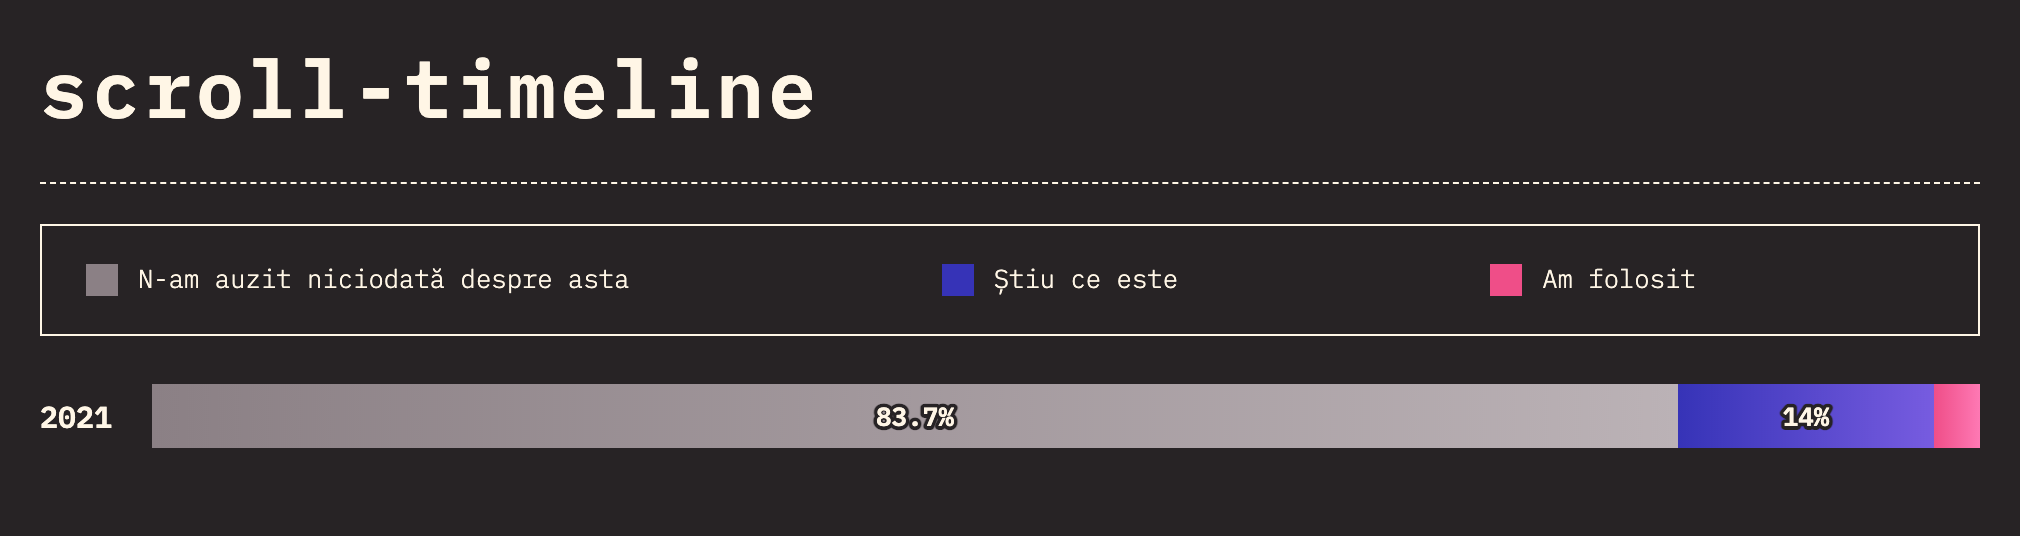 scroll-timeline
N-am auzit niciodată despre asta
Știu ce este
Am folosit
2021 83.7% 14%